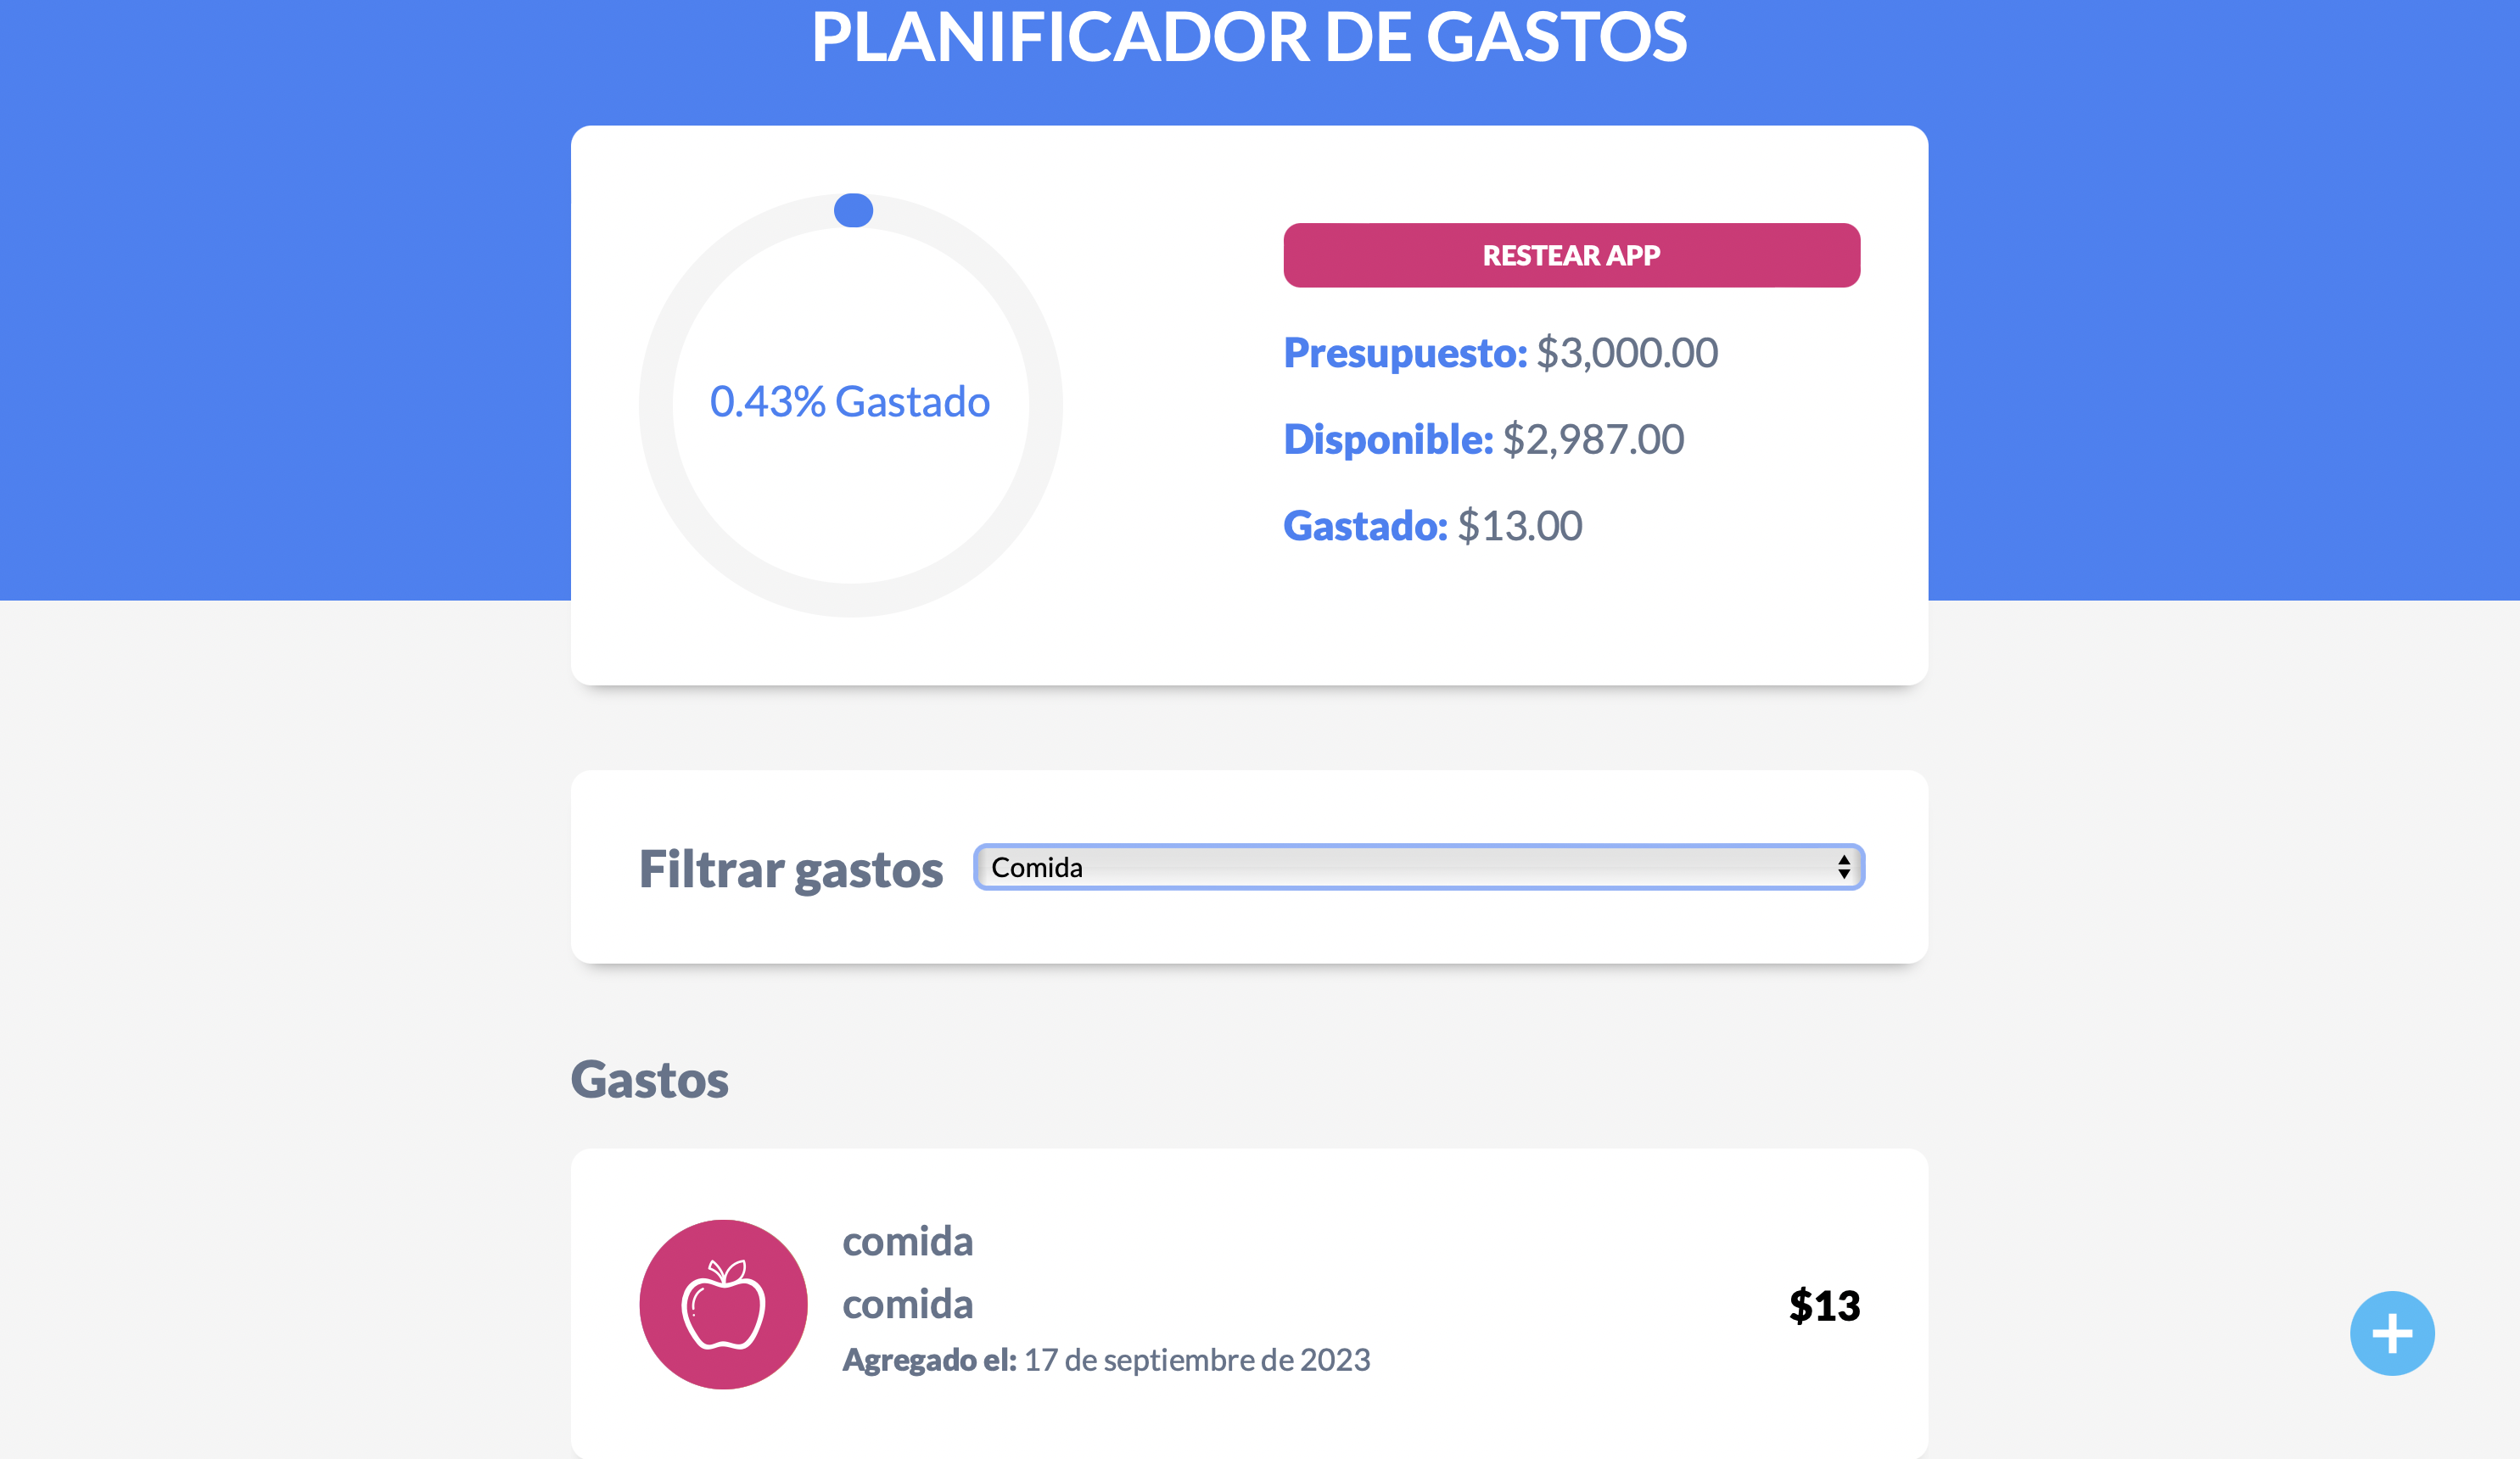 PLANIFICADOR DE GASTOS
0.43% Gastado
RESTEAR APP
Presupuesto: $3,000.00
Disponible: $2,987.00
Gastado: $13.00
Filtrar gastos
Comida
Gastos
comida
comida
$13
Agregado el: 17 de septiembre de 2023